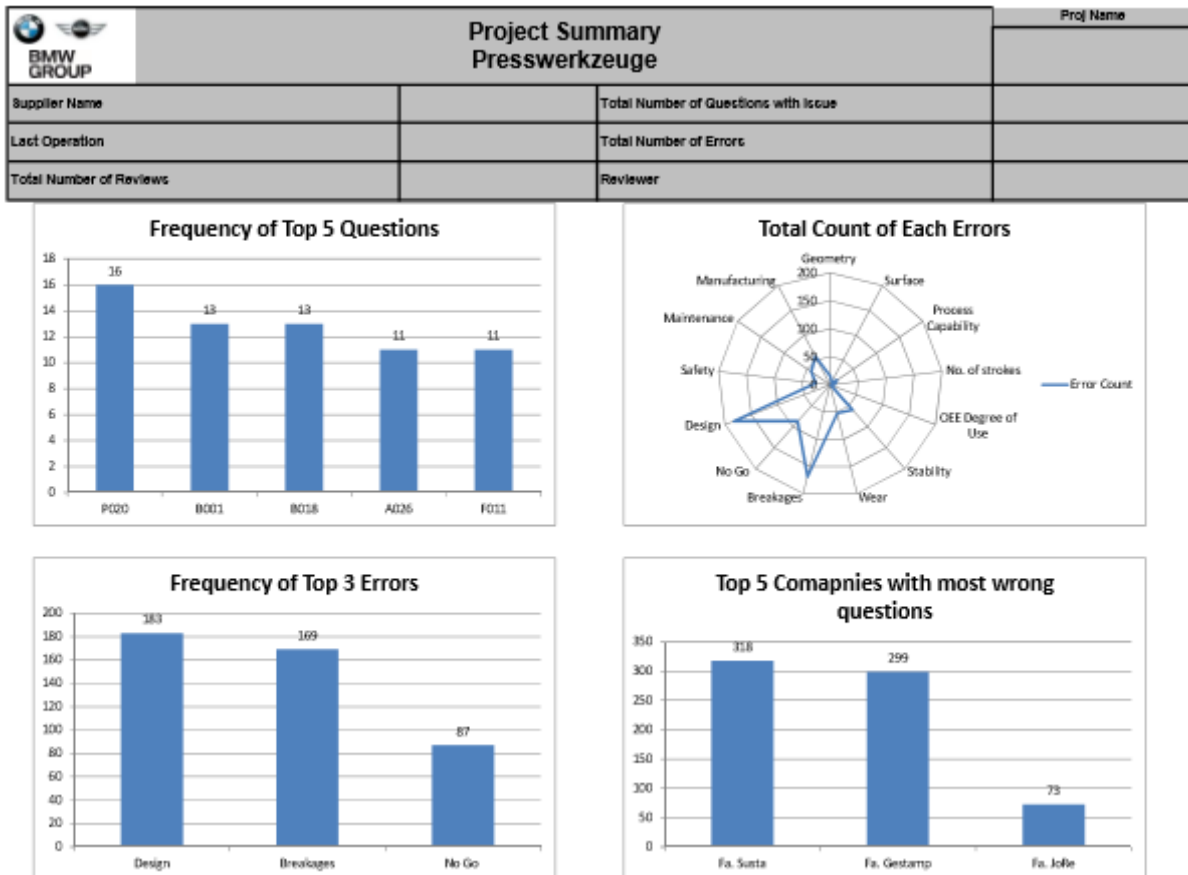 BMW
GROUP
Project Summary
Presswerkzeuge
Proj Name
Supplier Name
Total Number of Questions with Issue
Last Operation
Total Number of Errors
Total Number of Reviews
Reviewer
Frequency of Top 5 Questions
18
16
14
12
10
8
6
4
2
0
16
13
13
11
11
P020
B001
B018
A026
F011
Total Count of Each Errors
Geometry
Surface
Process
Capability
No. of strokes
OEE Degree of
Use
Stability
Wear
Breakages
No Go
Design
Safety
Maintenance
Manufacturing
200
150
100
50
0
Error Count
Frequency of Top 3 Errors
200
180
160
140
120
100
80
60
40
20
0
183
169
87
Design
Breakages
No Go
Top 5 Comapnies with most wrong
questions
350
300
250
200
150
100
50
0
318
299
73
Fa. Susta
Fa. Gestamp
Fa.